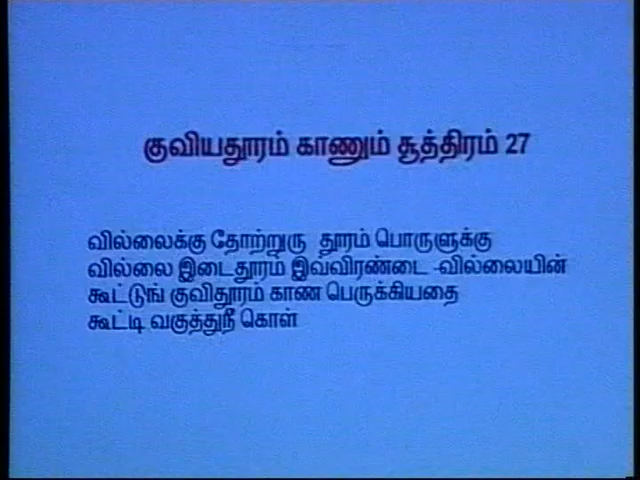 குவியதூரம் காணும் சூத்திரம் 27
வில்லைக்கு தோற்றுரு தூரம் பொருளுக்கு
வில்லை இடைதூரம் இவ்விரண்டை -வில்லையின்
கூட்டுங் குவிதூரம் காண பெருக்கியதை
கூட்டி வகுத்துநீ கொள்